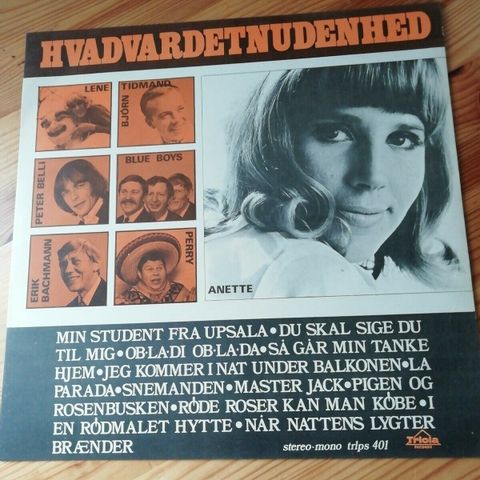 HVADVARDETNUDENHED
LENE
BJÖRN
TIDMAND
PETER BELLI
BLUE BOYS
ERIK
BACHMANN
PERRY
ANETTE
MIN STUDENT FRA UPSALA•DU SKAL SIGE DU
TIL MIG•OB-LA-DI OB-LA-DA•SÅ GÅR MIN TANKE
HJEM•JEG KOMMER I NAT UNDER BALKONEN•LA
PARADA•SNEMANDEN•MASTER JACK•PIGEN OG
ROSENBUSKEN•RØDE ROSER KAN MAN KØBE•I
EN RØDMALET HYTTE•NÅR NATTENS LYGTER
BRÆNDER
stereo-mono trlps 401
Triola
RECORDS